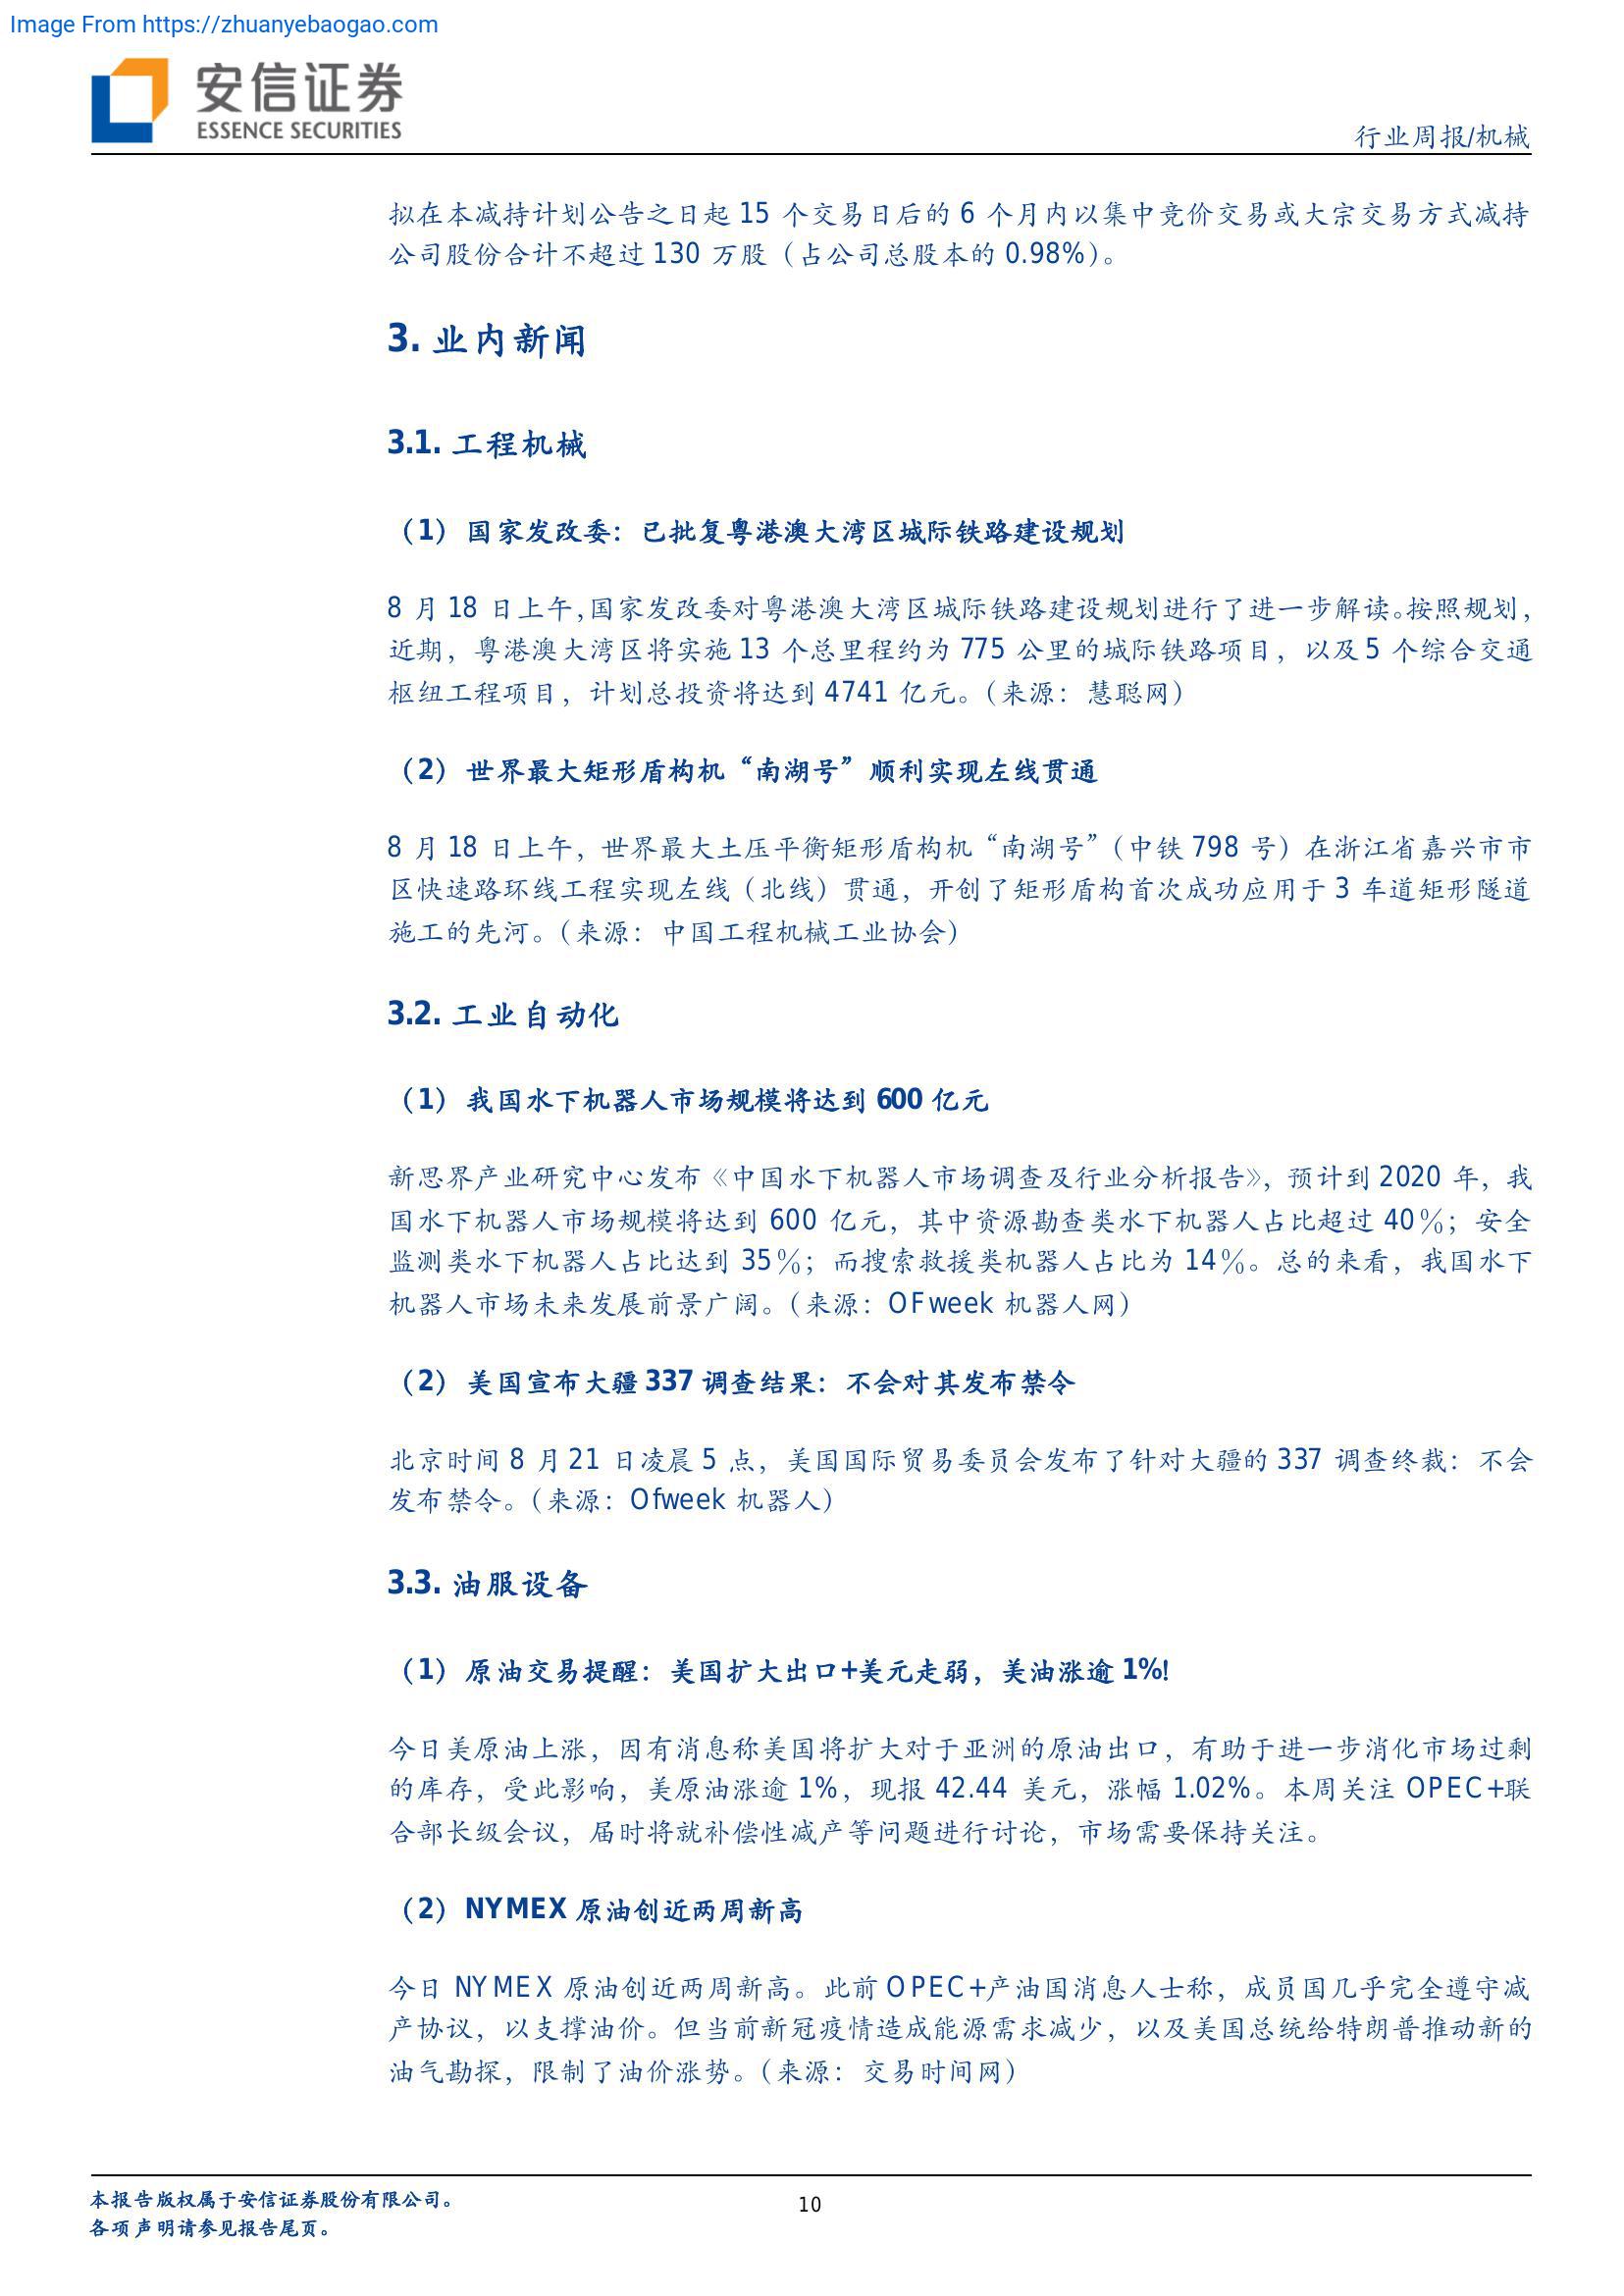 Image From https://zhuanyebaogao.com
安信证券
ESSENCE SECURITIES
行业周报/机械
拟在本减持计划公告之日起 15 个交易日后的 6 个月内以集中竞价交易或大宗交易方式减持
公司股份合计不超过 130 万股（占公司总股本的 0.98%）。
3. 业内新闻
3.1. 工程机械
（1）国家发改委：已批复粤港澳大湾区城际铁路建设规划
8 月 18 日上午，国家发改委对粤港澳大湾区城际铁路建设规划进行了进一步解读。按照规划，
近期，粤港澳大湾区将实施 13 个总里程约为 775 公里的城际铁路项目，以及 5 个综合交通
枢纽工程项目，计划总投资将达到 4741 亿元。（来源：慧聪网）
（2）世界最大矩形盾构机“南湖号”顺利实现左线贯通
8 月 18 日上午，世界最大土压平衡矩形盾构机“南湖号”（中铁 798 号）在浙江省嘉兴市市
区快速路环线工程实现左线（北线）贯通，开创了矩形盾构首次成功应用于 3 车道矩形隧道
施工的先河。（来源：中国工程机械工业协会）
3.2. 工业自动化
（1）我国水下机器人市场规模将达到 600 亿元
新思界产业研究中心发布《中国水下机器人市场调查及行业分析报告》，预计到 2020 年，我
国水下机器人市场规模将达到 600 亿元，其中资源勘查类水下机器人占比超过 40％；安全
监测类水下机器人占比达到 35％；而搜索救援类机器人占比为 14％。总的来看，我国水下
机器人市场未来发展前景广阔。（来源：OFweek 机器人网）
（2）美国宣布大疆 337 调查结果：不会对其发布禁令
北京时间 8 月 21 日凌晨 5 点，美国国际贸易委员会发布了针对大疆的 337 调查终裁：不会
发布禁令。（来源：Ofweek 机器人）
3.3. 油服设备
（1）原油交易提醒：美国扩大出口+美元走弱，美油涨逾 1%!
今日美原油上涨，因有消息称美国将扩大对于亚洲的原油出口，有助于进一步消化市场过剩
的库存，受此影响，美原油涨逾 1%，现报 42.44 美元，涨幅 1.02%。本周关注 OPEC+联
合部长级会议，届时将就补偿性减产等问题进行讨论，市场需要保持关注。
（2）NYMEX 原油创近两周新高
今日 NYMEX 原油创近两周新高。此前 OPEC+产油国消息人士称，成员国几乎完全遵守减
产协议，以支撑油价。但当前新冠疫情造成能源需求减少，以及美国总统给特朗普推动新的
油气勘探，限制了油价涨势。（来源：交易时间网）
本报告版权属于安信证券股份有限公司。
各项声明请参见报告尾页。
10